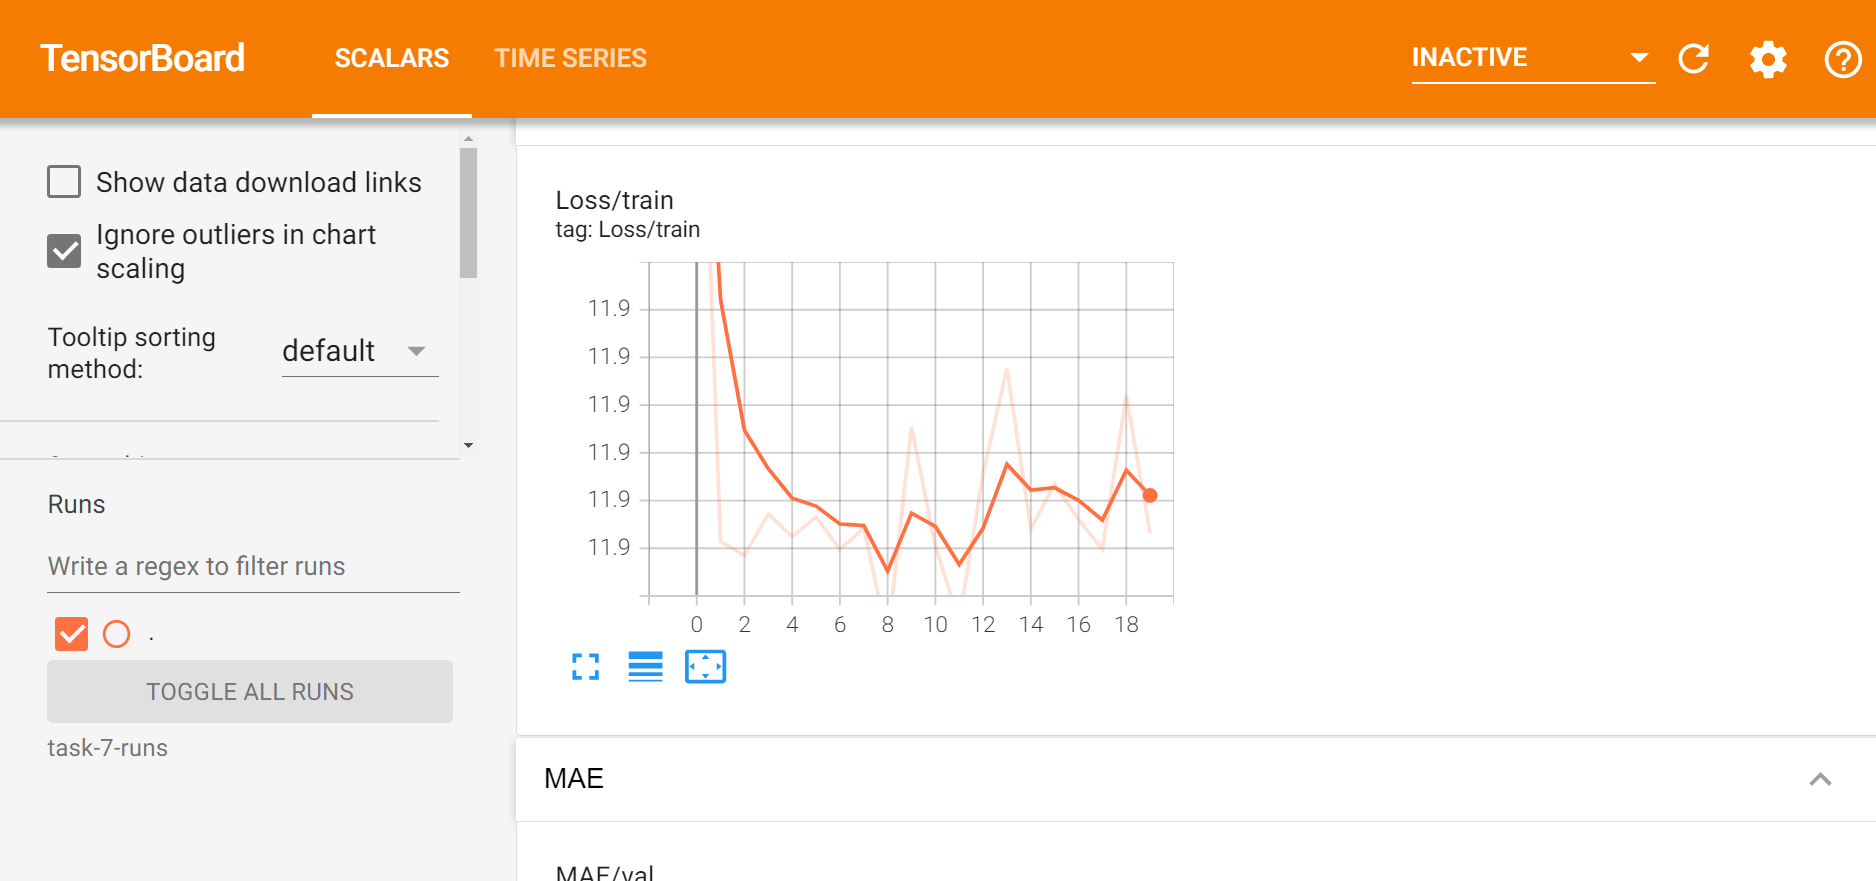 TensorBoard
SCALARS
TIME SERIES
INACTIVE
Show data download links
Ignore outliers in chart
scaling
Tooltip sorting
method:
default
Runs
Write a regex to filter runs
.
TOGGLE ALL RUNS
task-7-runs
Loss/train
tag: Loss/train
11.9
11.9
11.9
11.9
11.9
11.9
0 2 4 6 8 10 12 14 16 18
MAE
MAE/val